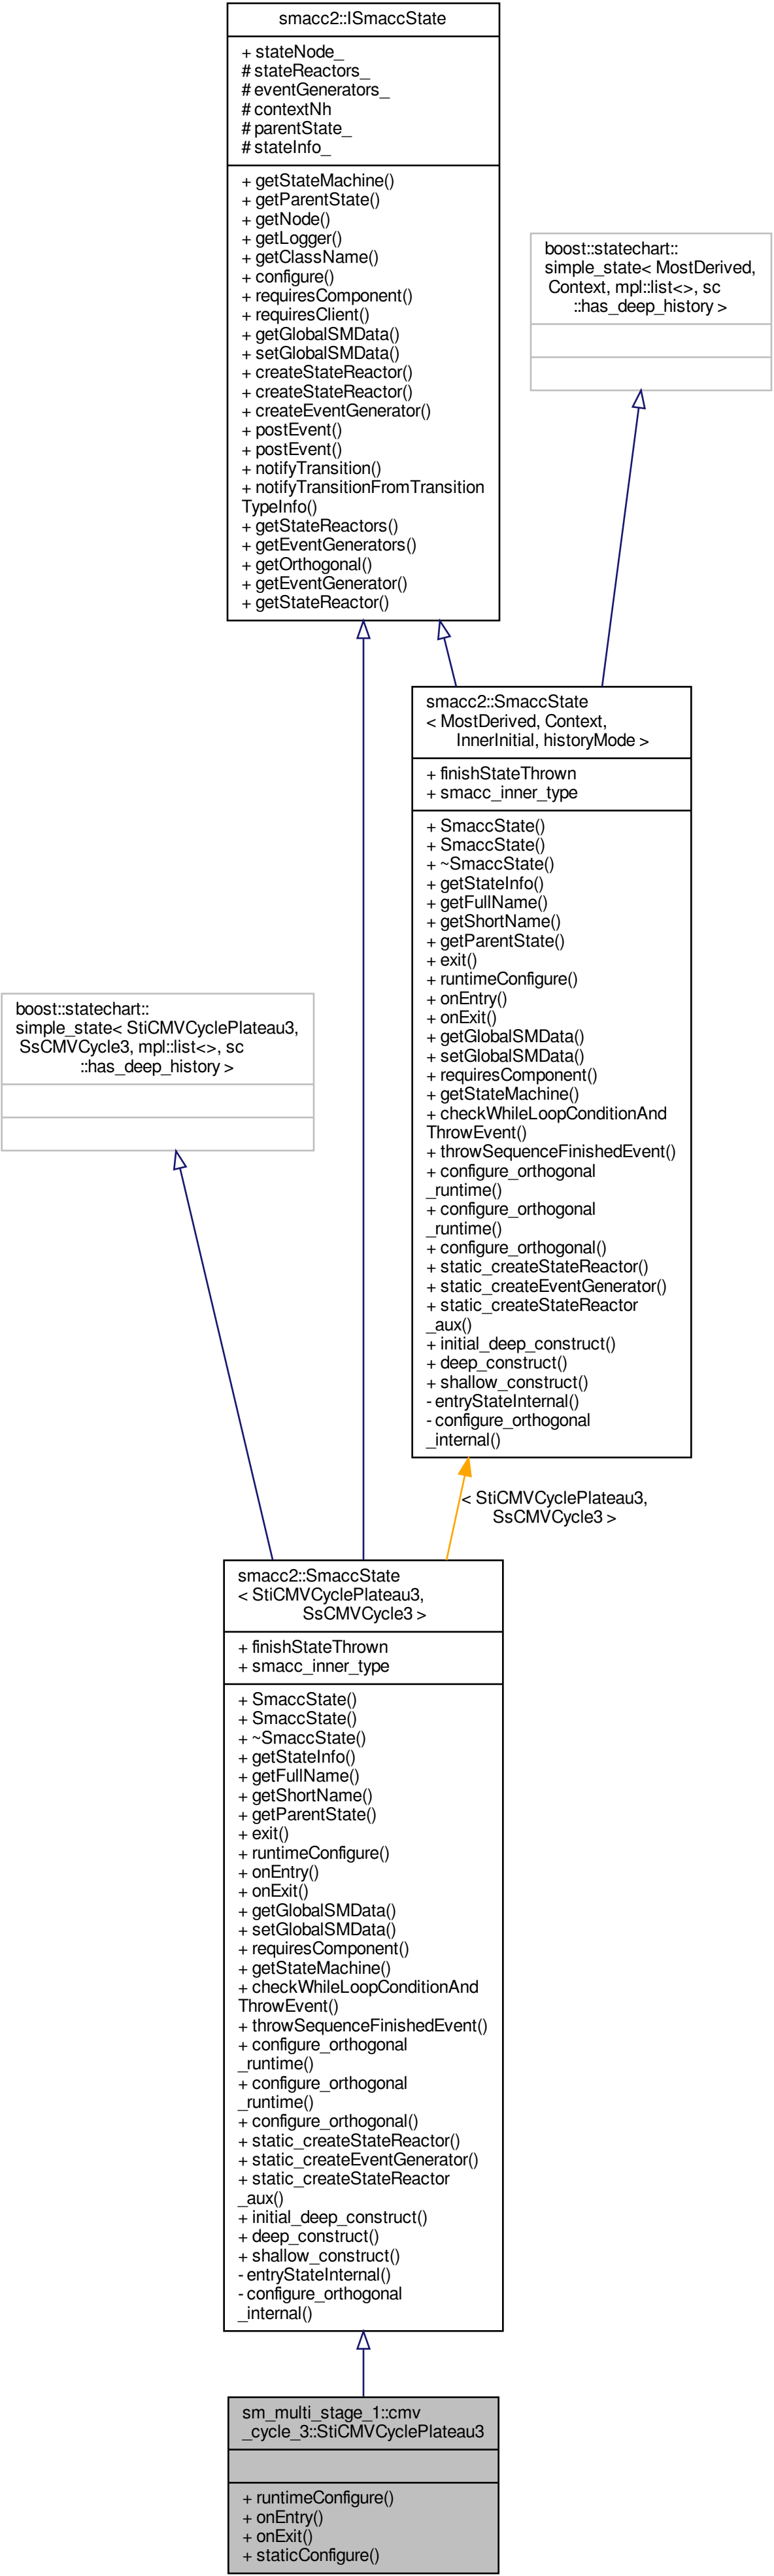 smacc2::ISmaccState
+ stateNode_
# stateReactors_
# eventGenerators_
# contextNh
# parentState_
# stateInfo_
+ getStateMachine()
+ getParentState()
+ getNode()
+ getLogger()
+ getClassName()
+ configure()
+ requiresComponent()
+ requiresClient()
+ getGlobalSMData()
+ setGlobalSMData()
+ createStateReactor()
+ createStateReactor()
+ createEventGenerator()
+ postEvent()
+ postEvent()
+ notifyTransition()
+ notifyTransitionFromTransition
TypeInfo()
+ getStateReactors()
+ getEventGenerators()
+ getOrthogonal()
+ getEventGenerator()
+ getStateReactor()
boost::statechart::
simple_state< MostDerived,
Context, mpl::list<>, sc
::has_deep_history >
smacc2::SmaccState
< MostDerived, Context,
InnerInitial, historyMode >
+ finishStateThrown
+ smacc_inner_type
+ SmaccState()
+ SmaccState()
+ ~SmaccState()
+ getStateInfo()
+ getFullName()
+ getShortName()
+ getParentState()
+ exit()
+ runtimeConfigure()
+ onEntry()
+ onExit()
+ getGlobalSMData()
+ setGlobalSMData()
+ requiresComponent()
+ getStateMachine()
+ checkWhileLoopConditionAnd
ThrowEvent()
+ throwSequenceFinishedEvent()
+ configure_orthogonal
_runtime()
+ configure_orthogonal
_runtime()
+ configure_orthogonal()
+ static_createStateReactor()
+ static_createEventGenerator()
+ static_createStateReactor
_aux()
+ initial_deep_construct()
+ deep_construct()
+ shallow_construct()
- entryStateInternal()
- configure_orthogonal
_internal()
boost::statechart::
simple_state< StiCMVCyclePlateau3,
SsCMVCycle3, mpl::list<>, sc
::has_deep_history >
< StiCMVCyclePlateau3,
SsCMVCycle3 >
smacc2::SmaccState
< StiCMVCyclePlateau3,
SsCMVCycle3 >
+ finishStateThrown
+ smacc_inner_type
+ SmaccState()
+ SmaccState()
+ ~SmaccState()
+ getStateInfo()
+ getFullName()
+ getShortName()
+ getParentState()
+ exit()
+ runtimeConfigure()
+ onEntry()
+ onExit()
+ getGlobalSMData()
+ setGlobalSMData()
+ requiresComponent()
+ getStateMachine()
+ checkWhileLoopConditionAnd
ThrowEvent()
+ throwSequenceFinishedEvent()
+ configure_orthogonal
_runtime()
+ configure_orthogonal
_runtime()
+ configure_orthogonal()
+ static_createStateReactor()
+ static_createEventGenerator()
+ static_createStateReactor
_aux()
+ initial_deep_construct()
+ deep_construct()
+ shallow_construct()
- entryStateInternal()
- configure_orthogonal
_internal()
sm_multi_stage_1::cmv
_cycle_3::StiCMVCyclePlateau3
+ runtimeConfigure()
+ onEntry()
+ onExit()
+ staticConfigure()